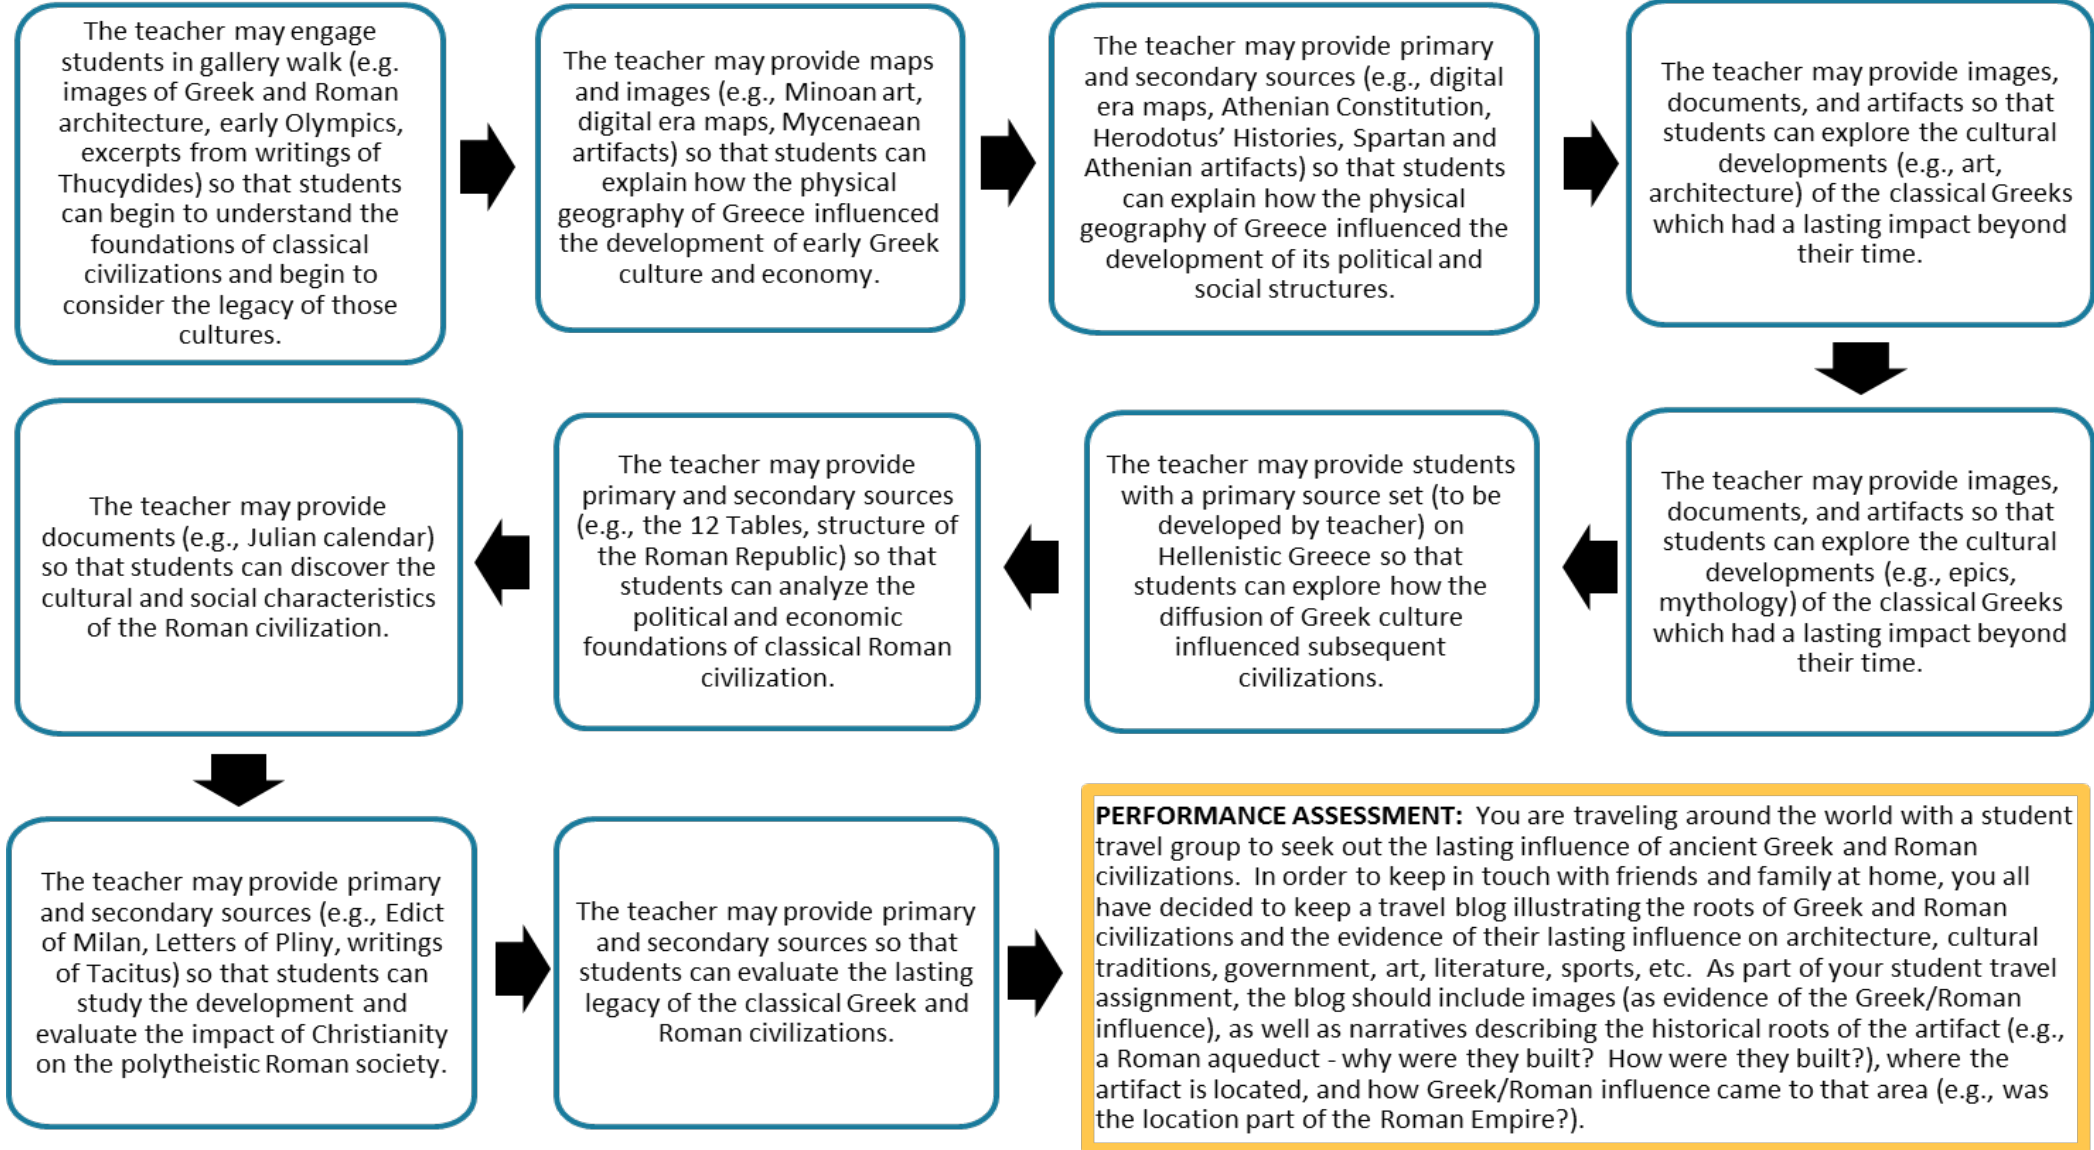 The teacher may engage
students in gallery walk (e.g.
images of Greek and Roman
architecture, early Olympics,
excerpts from writings of
Thucydides) so that students
can begin to understand the
foundations of classical
civilizations and begin to
consider the legacy of those
cultures.
The teacher may provide maps
and images (e.g., Minoan art,
digital era maps, Mycenaean
artifacts) so that students can
explain how the physical
geography of Greece influenced
the development of early Greek
culture and economy.
The teacher may provide primary
and secondary sources (e.g., digital
era maps, Athenian Constitution,
Herodotus’ Histories, Spartan and
Athenian artifacts) so that students
can explain how the physical
geography of Greece influenced the
development of its political and
social structures.
The teacher may provide images,
documents, and artifacts so that
students can explore the cultural
developments (e.g., art,
architecture) of the classical Greeks
which had a lasting impact beyond
their time.
The teacher may provide images,
documents, and artifacts so that
students can explore the cultural
developments (e.g., epics,
mythology) of the classical Greeks
which had a lasting impact beyond
their time.
The teacher may provide students
with a primary source set (to be
developed by teacher) on
Hellenistic Greece so that
students can explore how the
diffusion of Greek culture
influenced subsequent
civilizations.
The teacher may provide
primary and secondary sources
(e.g., the 12 Tables, structure of
the Roman Republic) so that
students can analyze the
political and economic
foundations of classical Roman
civilization.
The teacher may provide
documents (e.g., Julian calendar)
so that students can discover the
cultural and social characteristics
of the Roman civilization.
The teacher may provide primary
and secondary sources (e.g., Edict
of Milan, Letters of Pliny, writings
of Tacitus) so that students can
study the development and
evaluate the impact of Christianity
on the polytheistic Roman society.
The teacher may provide primary
and secondary sources so that
students can evaluate the lasting
legacy of the classical Greek and
Roman civilizations.
PERFORMANCE ASSESSMENT: You are traveling around the world with a student
travel group to seek out the lasting influence of ancient Greek and Roman
civilizations. In order to keep in touch with friends and family at home, you all
have decided to keep a travel blog illustrating the roots of Greek and Roman
civilizations and the evidence of their lasting influence on architecture, cultural
traditions, government, art, literature, sports, etc. As part of your student travel
assignment, the blog should include images (as evidence of the Greek/Roman
influence), as well as narratives describing the historical roots of the artifact (e.g.,
a Roman aqueduct - why were they built? How were they built?), where the
artifact is located, and how Greek/Roman influence came to that area (e.g., was
the location part of the Roman Empire?).